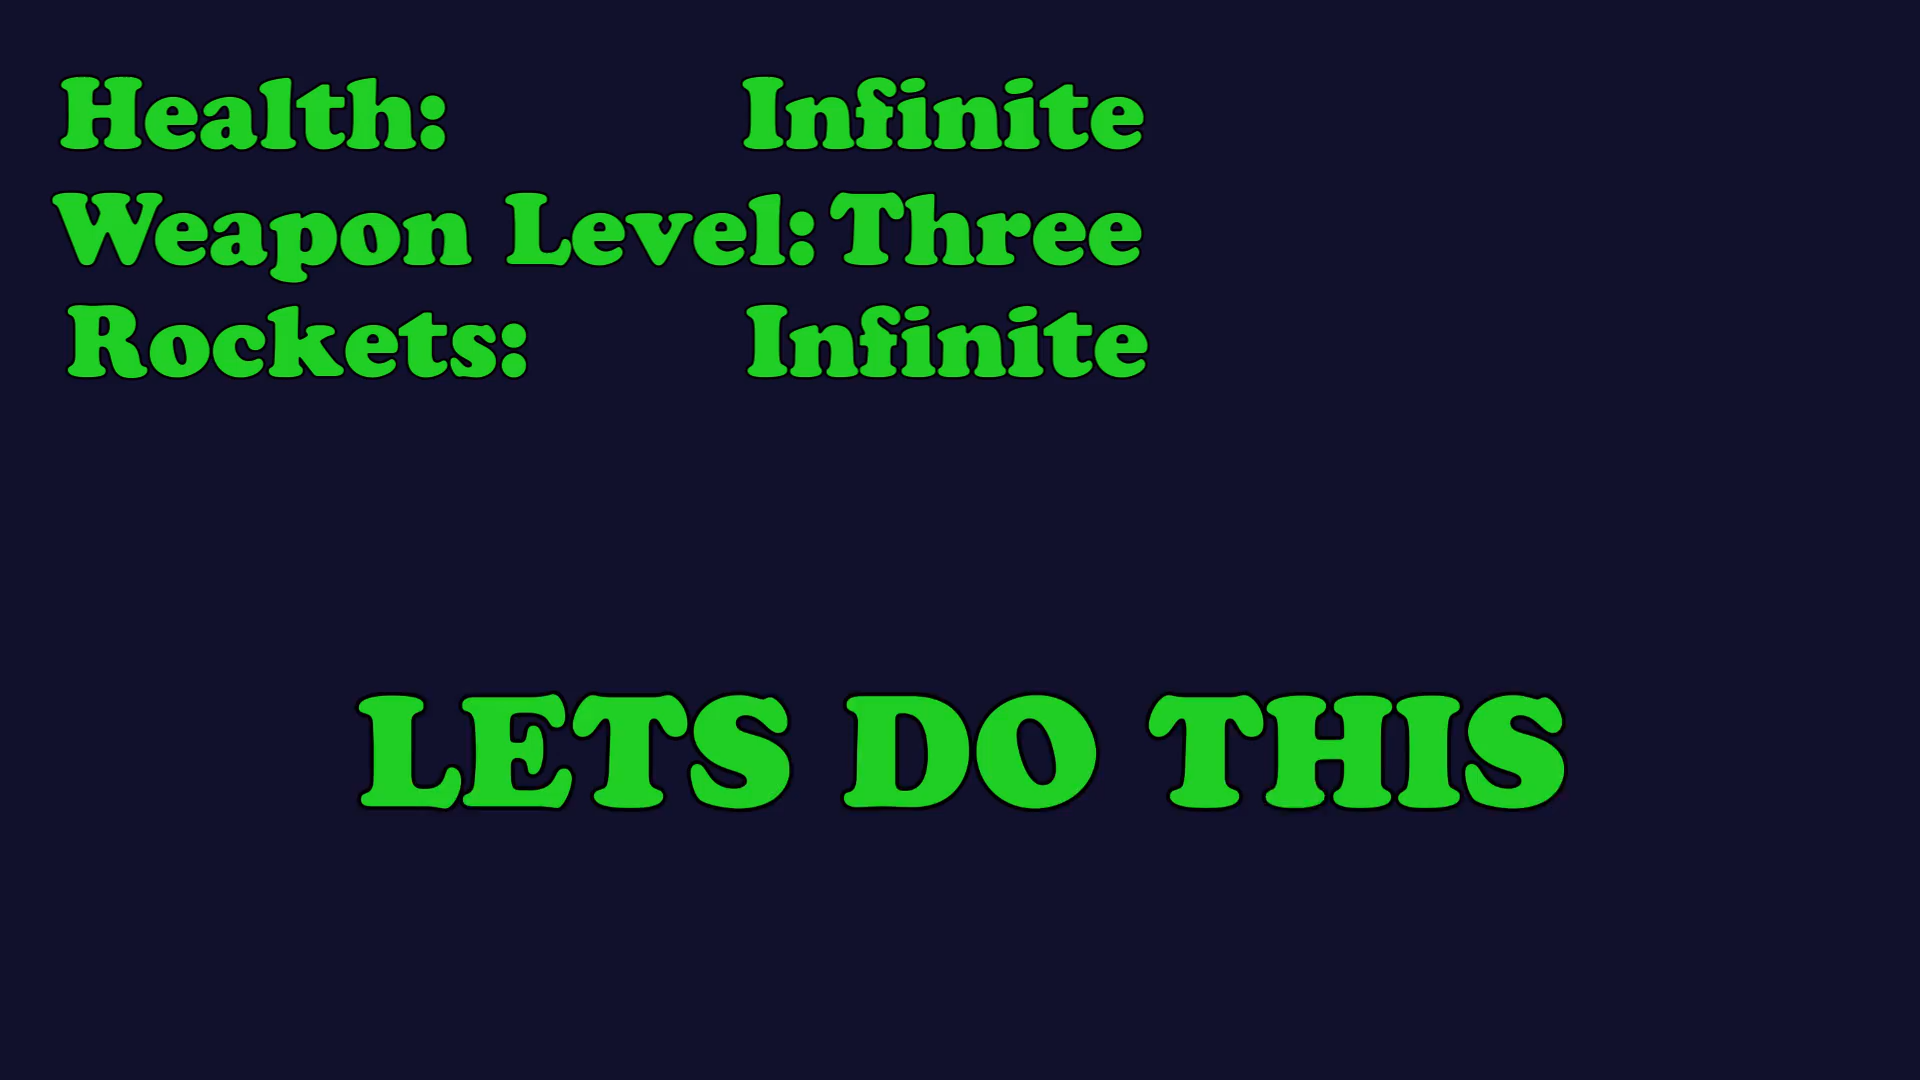 Health: Infinite
Weapon Level: Three
Rockets: Infinite
LETS DO THIS